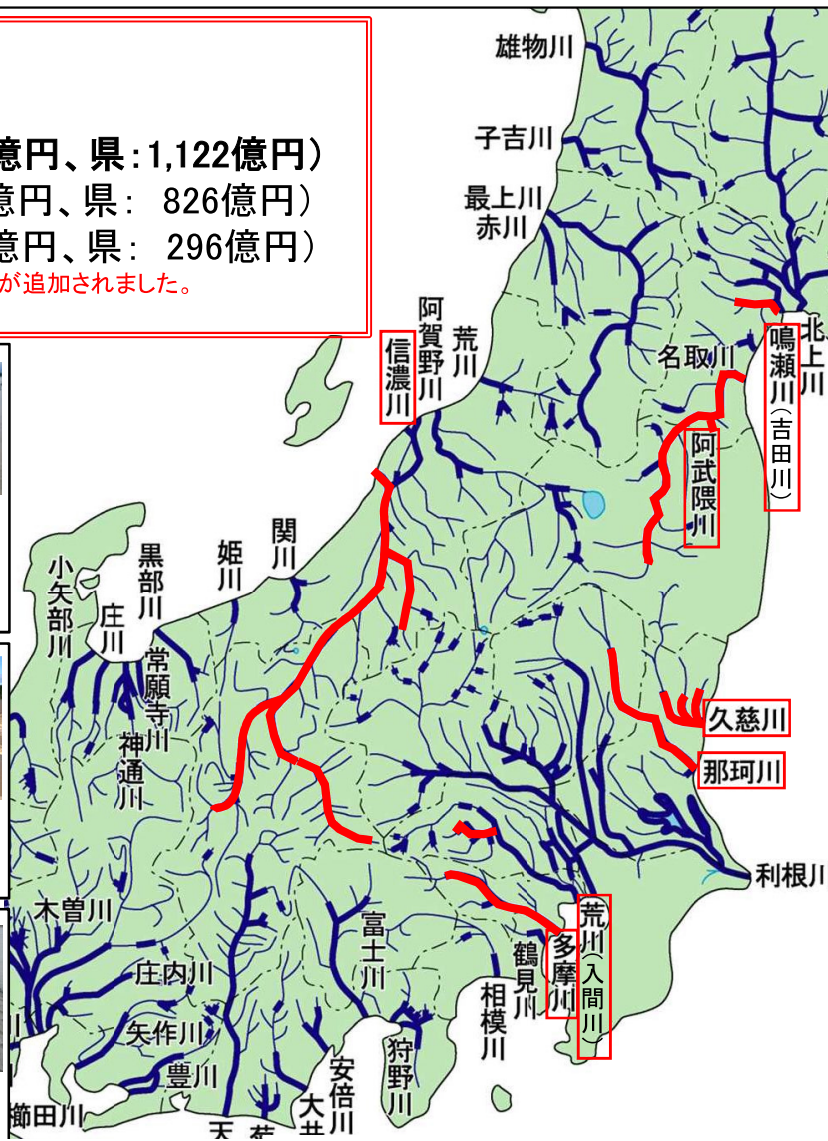 億円、県：1,122億円）
億円、県： 826億円）
億円、県： 296億円）
が追加されました。
雄物川
子吉川
最上川
赤川
荒川
阿賀野川
信濃川
名取川
鳴瀬川（吉田川）
北上川
阿武隈川
関川
姫川
黒部川
庄川
小矢部川
常願寺川
神通川
久慈川
那珂川
利根川
荒川（入間川）
多摩川
鶴見川
相模川
富士川
狩野川
安倍川
大井
菊
天
木曽川
庄内川
矢作川
豊川
櫛田川
川